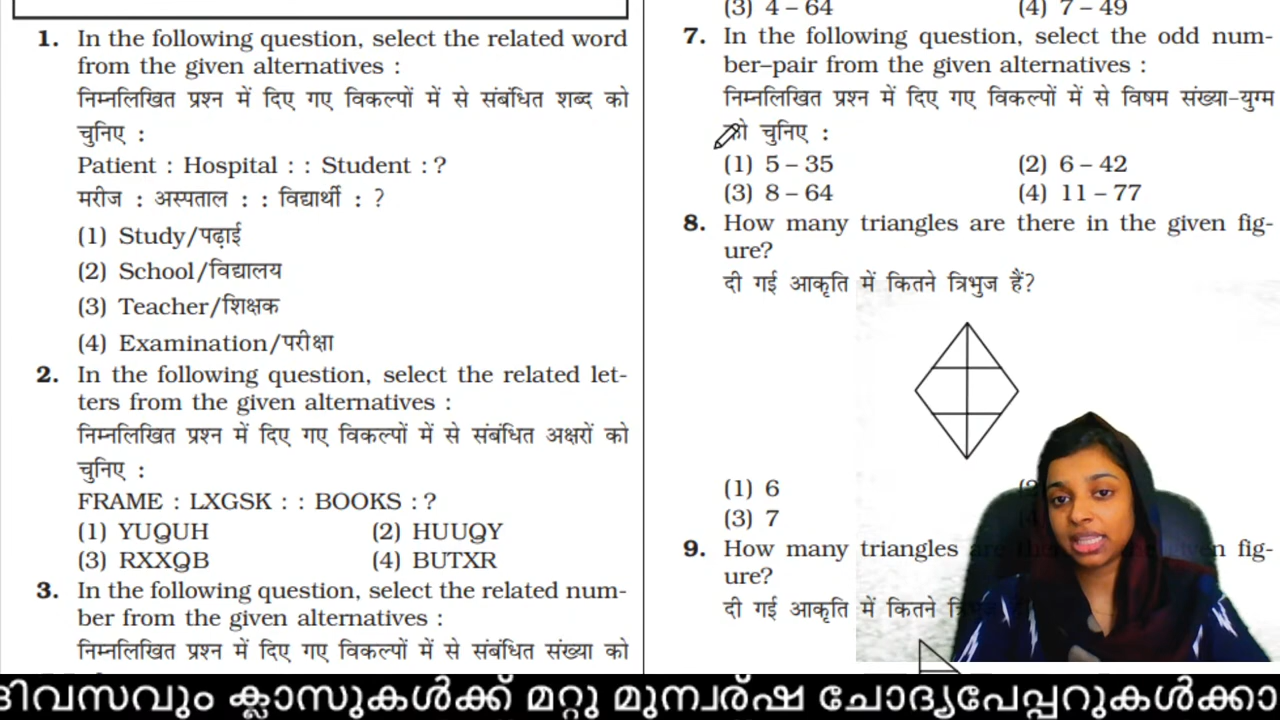 1. In the following question, select the related word
from the given alternatives :
निम्नलिखित प्रश्न में दिए गए विकल्पों में से संबंधित शब्द को
चुनिए :
Patient : Hospital : : Student : ?
मरीज : अस्पताल : : विद्यार्थी : ?
(1) Study/पढ़ाई
(2) School/विद्यालय
(3) Teacher/शिक्षक
(4) Examination/परीक्षा
2. In the following question, select the related let-
ters from the given alternatives :
निम्नलिखित प्रश्न में दिए गए विकल्पों में से संबंधित अक्षरों को
चुनिए :
FRAME : LXGSK : : BOOKS : ?
(1) YUQUH (2) HUUQY
(3) RXXQB (4) BUTXR
3. In the following question, select the related num-
ber from the given alternatives :
निम्नलिखित प्रश्न में दिए गए विकल्पों में से संबंधित संख्या को
(3) 4 – 64 (4) 7 – 49
7. In the following question, select the odd num-
ber–pair from the given alternatives :
निम्नलिखित प्रश्न में दिए गए विकल्पों में से विषम संख्या-युग्म
को चुनिए :
(1) 5 – 35 (2) 6 – 42
(3) 8 – 64 (4) 11 – 77
8. How many triangles are there in the given fig-
ure?
दी गई आकृति में कितने त्रिभुज हैं?
(1) 6
(3) 7
9. How many triangles are fig-
ure?
दी गई आकृति में कितने
ക്ലാസുകൾക്ക് മറ്റു മുന്വര്ഷ